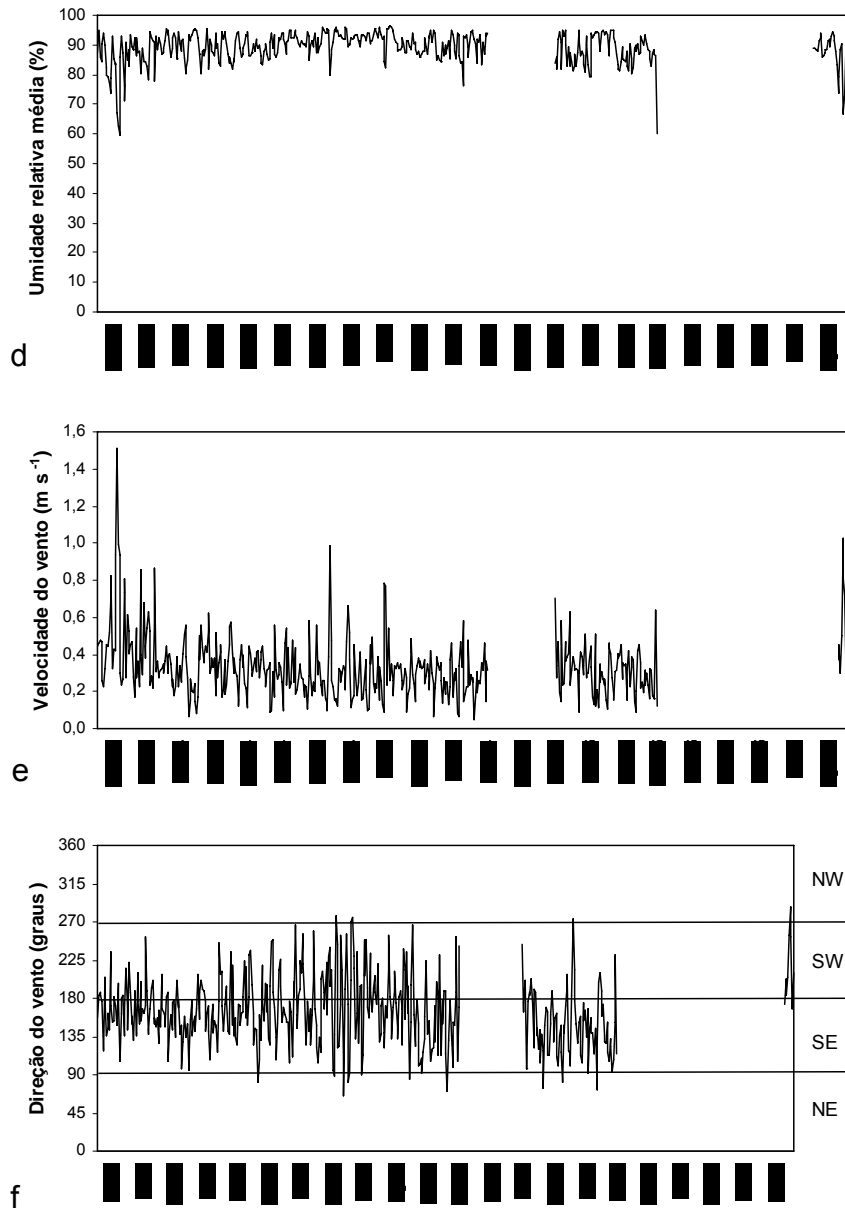 Umidade relativa média (%)
100
90
80
70
60
50
40
30
20
10
0
d
Velocidade do vento (m s -1)
1,6
1,4
1,2
1,0
0,8
0,6
0,4
0,2
0,0
e
Direção do vento (graus )
360
315
270
225
180
135
90
45
0
NW
SW
SE
NE
f